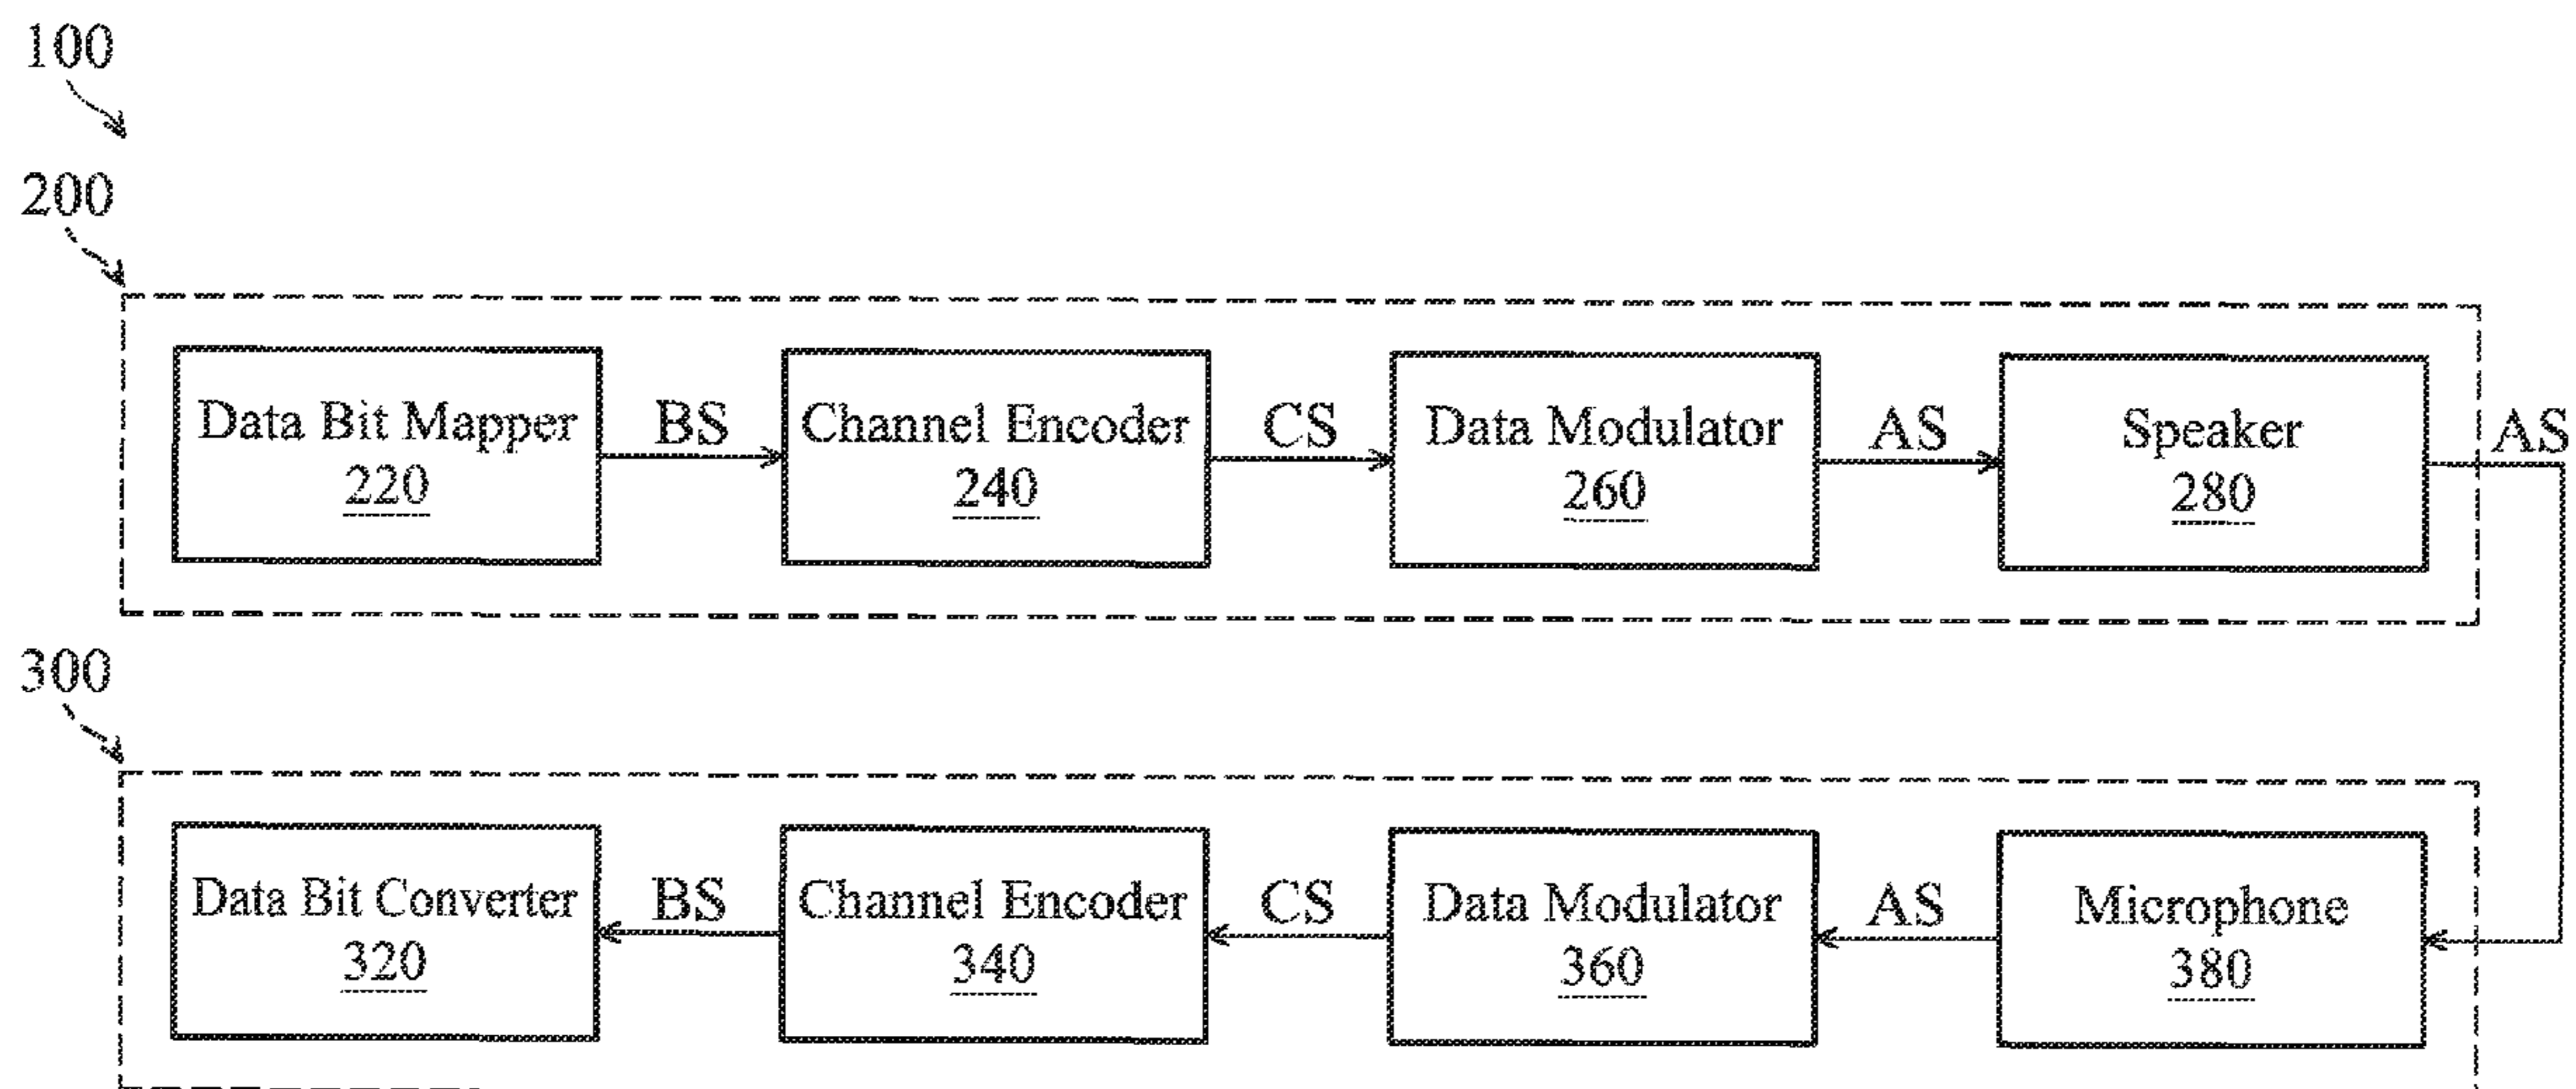 100
200
Data Bit Mapper
220
BS
Channel Encoder
240
CS
Data Modulator
260
AS
Speaker
280
AS
300
Data Bit Converter
320
BS
Channel Encoder
340
CS
Data Modulator
360
AS
Microphone
380